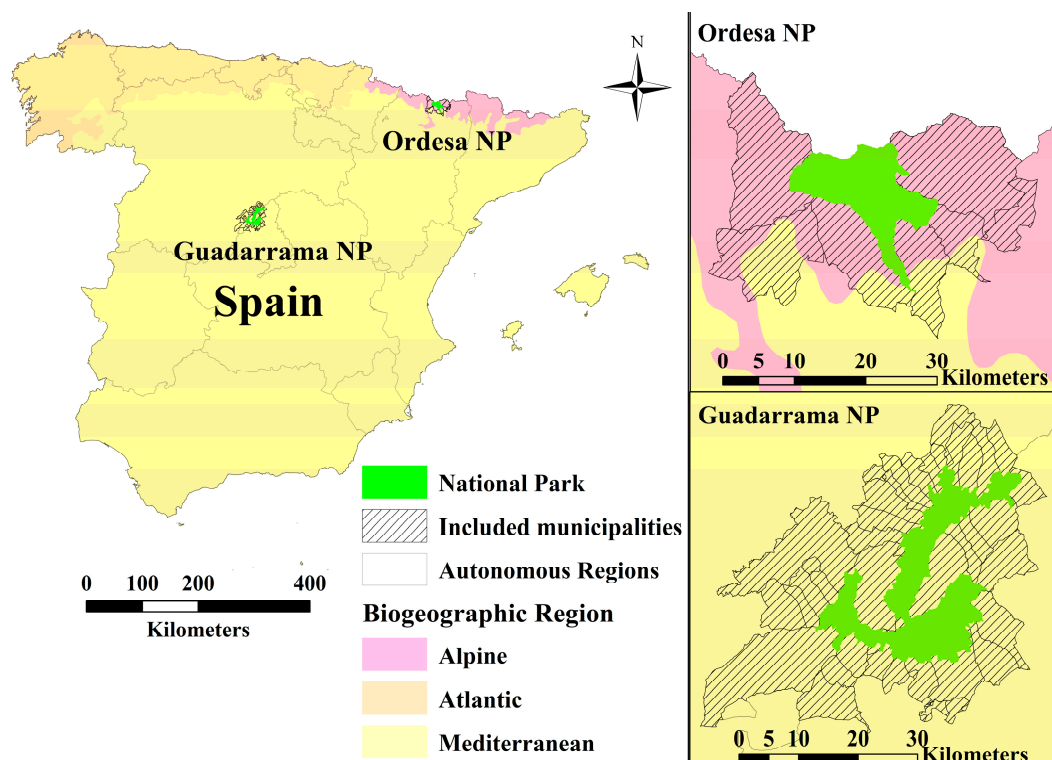 N
Ordesa NP
Guadarrama NP
Spain
National Park
Included municipalities
Autonomous Regions
Biogeographic Region
Alpine
Atlantic
Mediterranean
0 100 200 400
Kilometers
Ordesa NP
0 5 10 20 30
Kilometers
Guadarrama NP
0 5 10 20 30
Kilometers